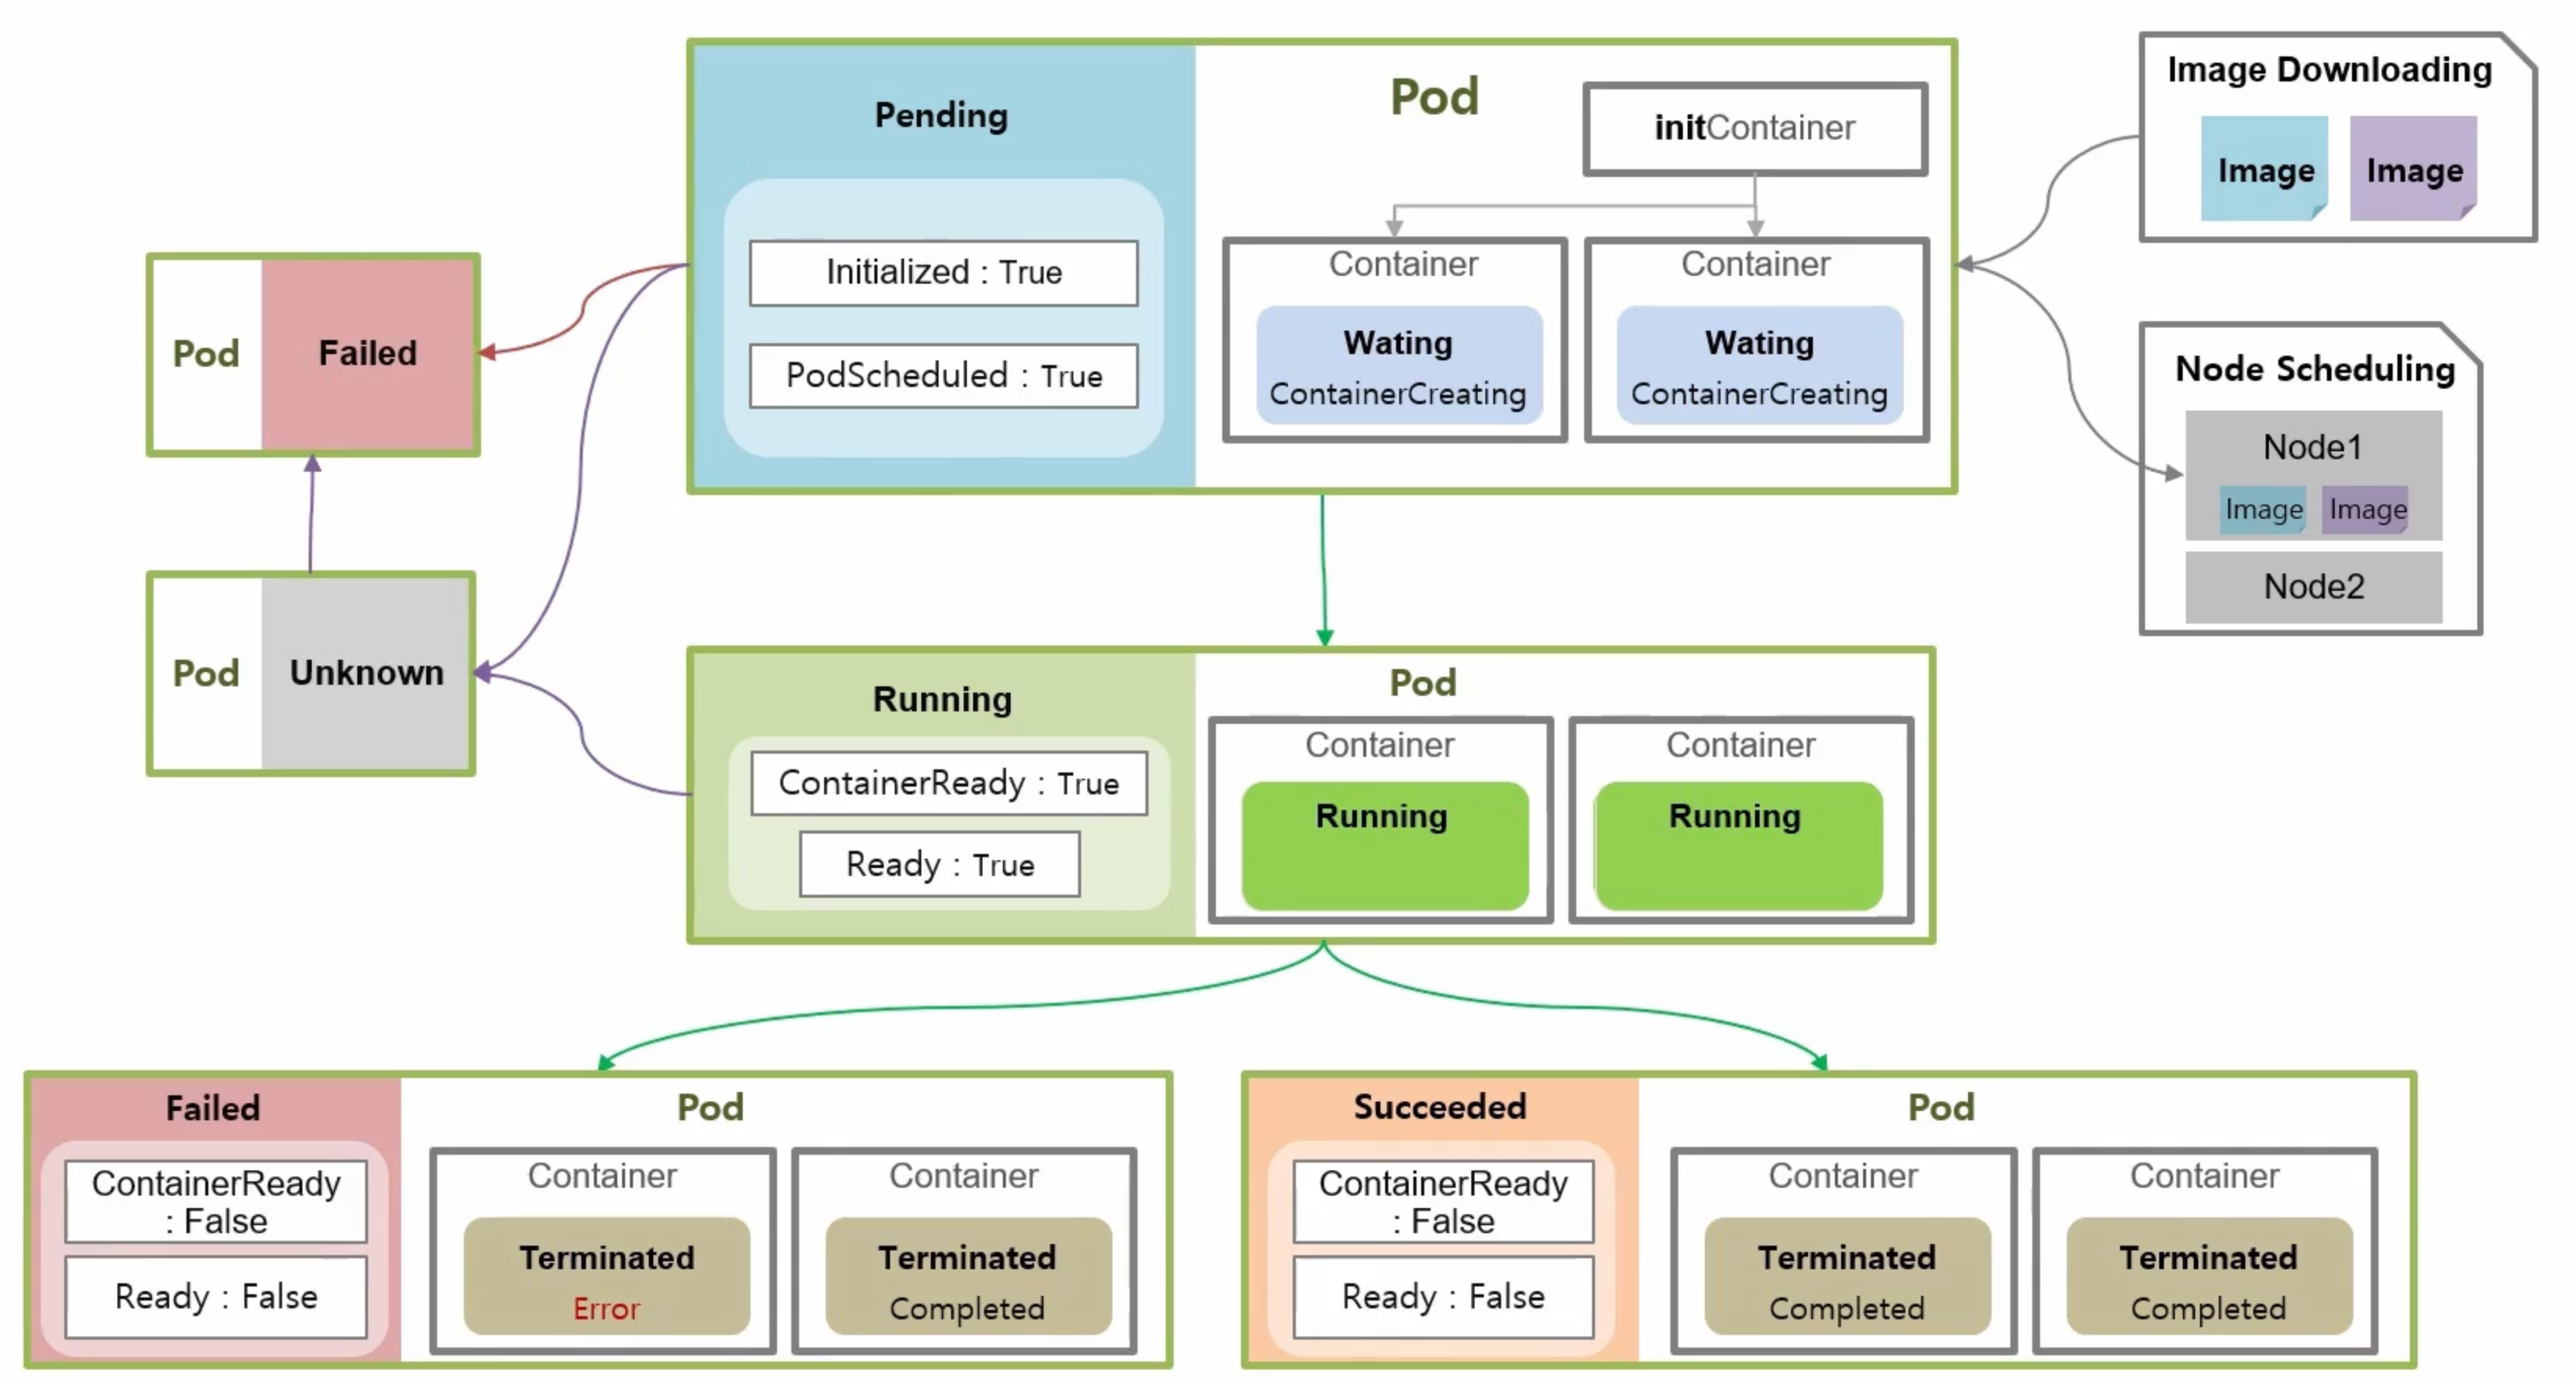 Pending
Initialized : True
PodScheduled : True
Pod
initContainer
Container
Wating
ContainerCreating
Container
Wating
ContainerCreating
Image Downloading
Image
Image
Node Scheduling
Node1
Image
Image
Node2
Pod
Failed
Pod
Unknown
Running
ContainerReady : True
Ready : True
Pod
Container
Running
Container
Running
Failed
ContainerReady
: False
Ready : False
Pod
Container
Terminated
Error
Container
Terminated
Completed
Succeeded
ContainerReady
: False
Ready : False
Pod
Container
Terminated
Completed
Container
Terminated
Completed